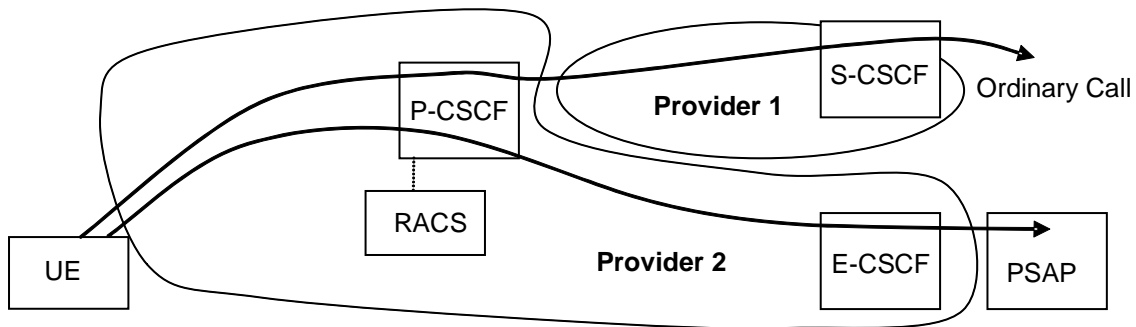 S-CSCF
Ordinary Call
P-CSCF
Provider 1
RACS
UE
Provider 2
E-CSCF
PSAP